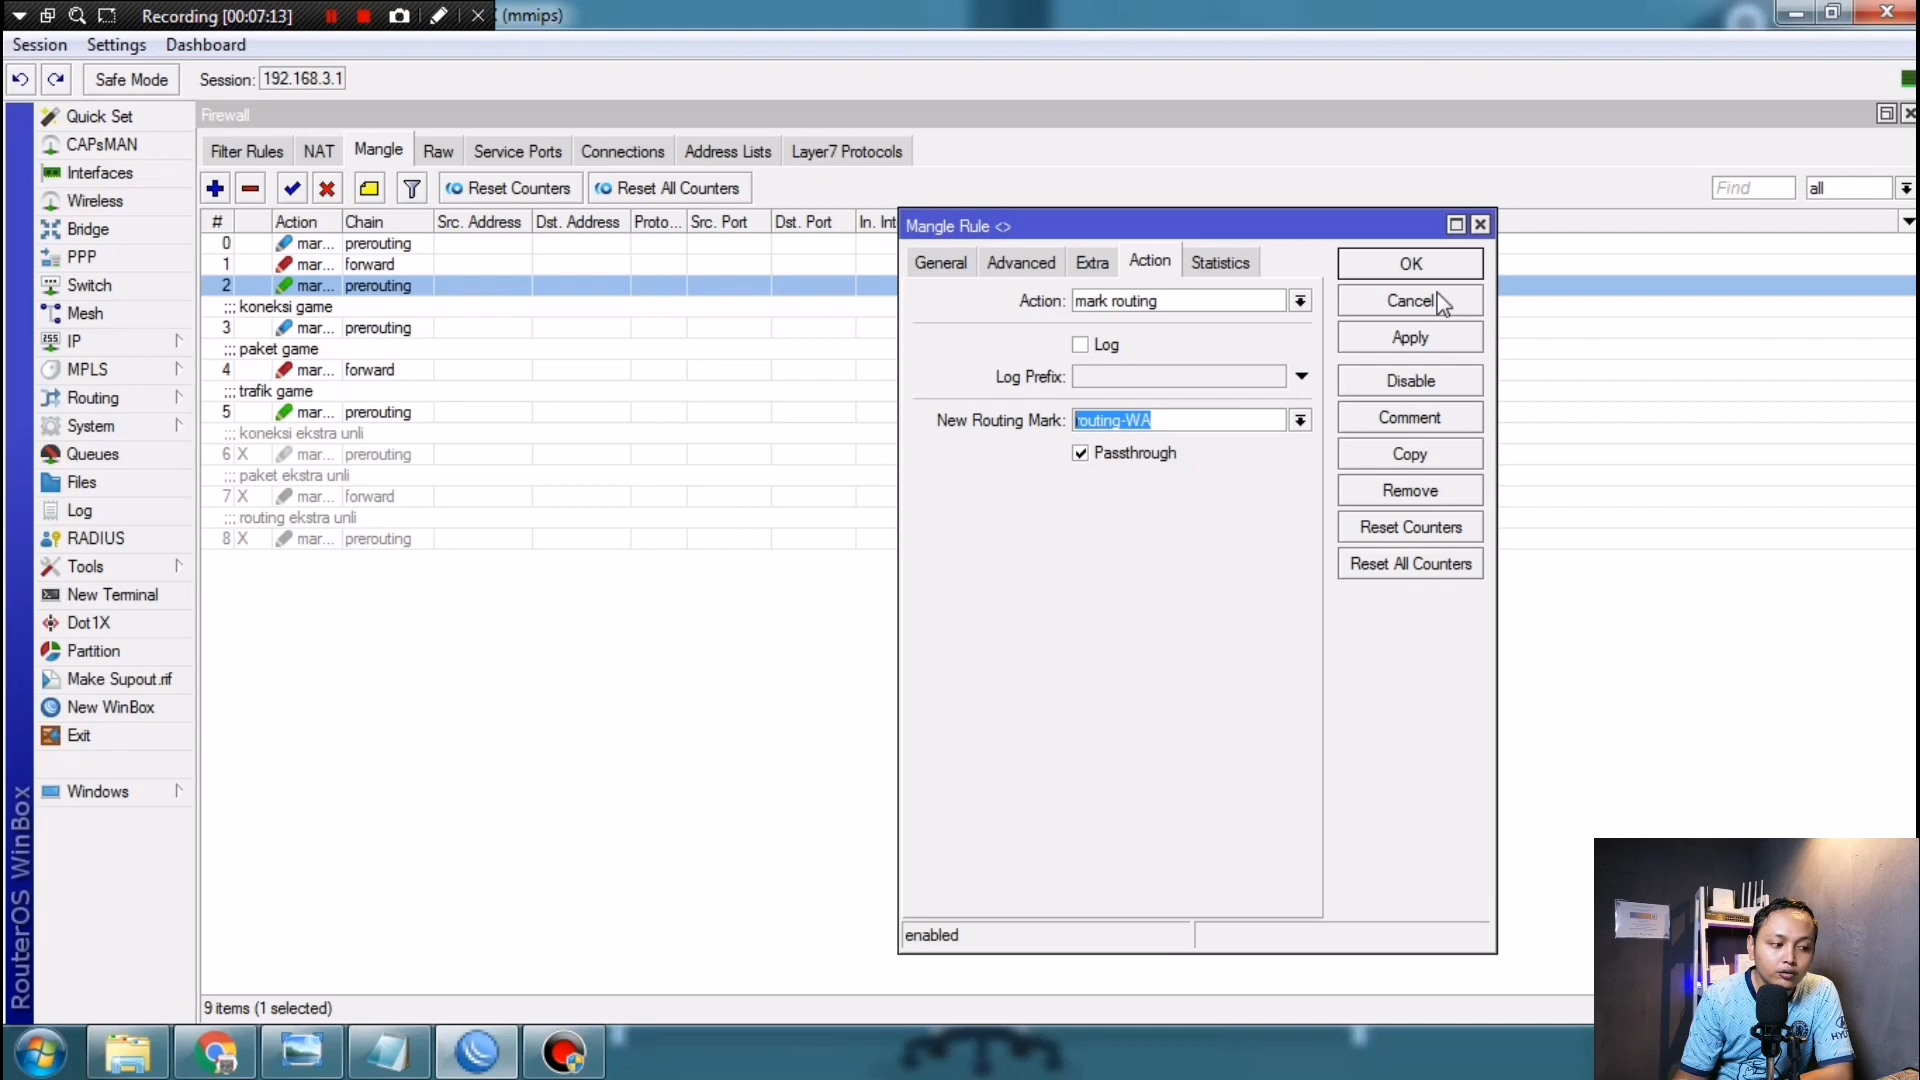 Recording [00:07:13]
(mmips)
Session Settings Dashboard
Safe Mode Session: 192.168.3.1
Quick Set
CAPsMAN
Interfaces
Wireless
Bridge
PPP
Switch
Mesh
255 IP
MPLS
Routing
System
Queues
Files
Log
RADIUS
Tools
New Terminal
Dot1X
Partition
Make Supout.rif
New WinBox
Exit
Windows
RouterOS WinBox
Firewall
Filter Rules NAT Mangle Raw Service Ports Connections Address Lists Layer7 Protocols
Reset Counters Reset All Counters Find all
# Action Chain Src. Address Dst. Address Proto... Src. Port Dst. Port In. Int
0 mar... prerouting
1 mar... forward
2 mar... prerouting
;;; koneksi game
3 mar... prerouting
;;; paket game
4 mar... forward
;;; trafik game
5 mar... prerouting
;;; koneksi ekstra unli
6 X mar... prerouting
;;; paket ekstra unli
7 X mar... forward
;;; routing ekstra unli
8 X mar... prerouting
9 items (1 selected)
Mangle Rule <>
General Advanced Extra Action Statistics
Action: mark routing
Log
Log Prefix:
New Routing Mark: routing-WA
Passthrough
OK
Cancel
Apply
Disable
Comment
Copy
Remove
Reset Counters
Reset All Counters
enabled